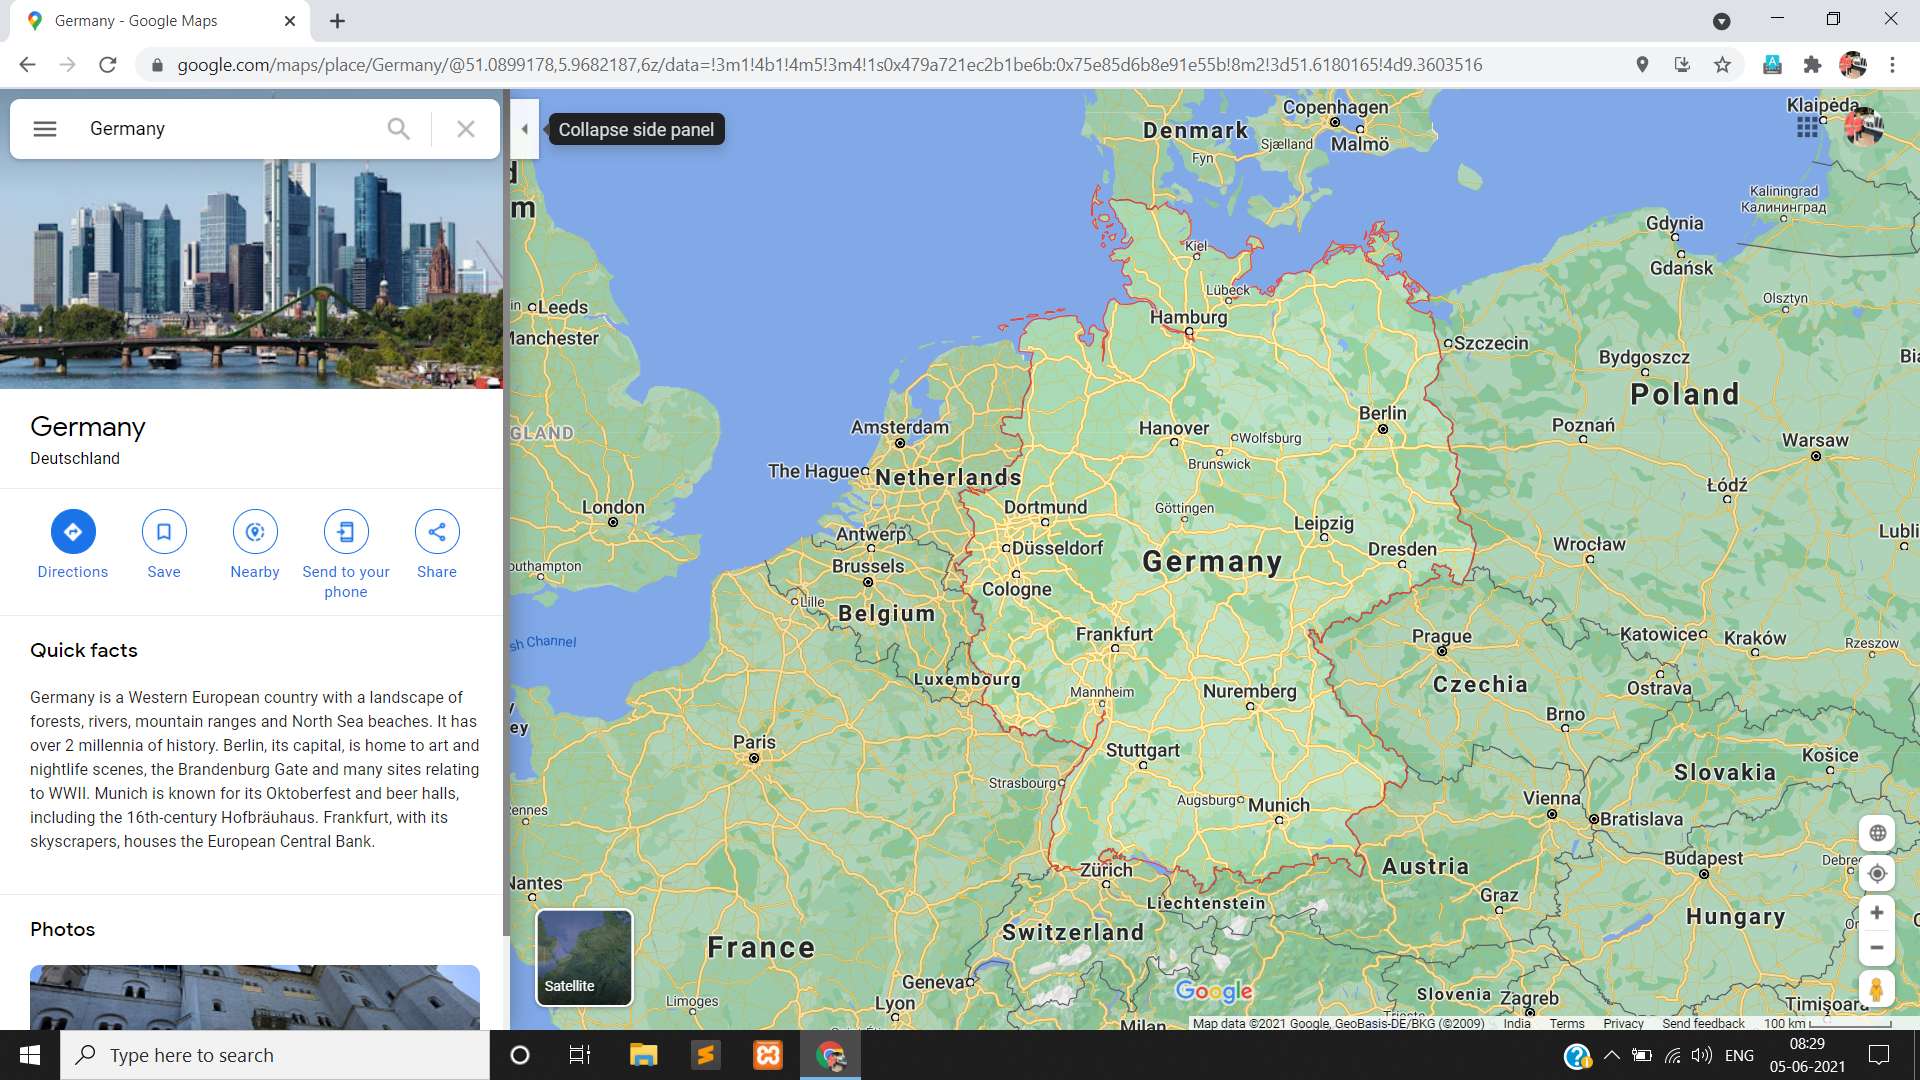 Germany - Google Maps
google.com/maps/place/Germany/@51.0899178,5.9682187,6z/data=!3m1!4b1!4m5!3m4!1s0x479a721ec2b1be6b:0x75e85d6b8e91e55b!8m2!3d51.6180165!4d9.3603516
Germany
Collapse side panel
Germany
Deutschland
Directions
Save
Nearby
Send to your
phone
Share
Quick facts
Germany is a Western European country with a landscape of
forests, rivers, mountain ranges and North Sea beaches. It has
over 2 millennia of history. Berlin, its capital, is home to art and
nightlife scenes, the Brandenburg Gate and many sites relating
to WWII. Munich is known for its Oktoberfest and beer halls,
including the 16th-century Hofbräuhaus. Frankfurt, with its
skyscrapers, houses the European Central Bank.
Photos
Copenhagen
Klaipėda
Denmark
Sjælland
Malmö
Fyn
Kaliningrad
Калининград
Gdynia
Kiel
Gdańsk
Lübeck
Olsztyn
Leeds
Hamburg
Manchester
Szczecin
Bydgoszcz
Poland
Berlin
Amsterdam
Hanover
Wolfsburg
Poznań
GLAND
Warsaw
The Hague
Netherlands
Brunswick
Łódź
London
Dortmund
Göttingen
Leipzig
Antwerp
Düsseldorf
Dresden
Wrocław
Lubli
outhampton
Brussels
Germany
Cologne
Lille
Belgium
Frankfurt
Prague
Katowice
Kraków
Rzeszow
sh Channel
Luxembourg
Mannheim
Nuremberg
Czechia
Ostrava
ey
Brno
Paris
Stuttgart
Košice
Slovakia
Strasbourg
Augsburg
Munich
Vienna
ennes
Bratislava
Zürich
Austria
Budapest
Debre
Nantes
Liechtenstein
Graz
Switzerland
Hungary
Or
France
Geneva
Satellite
Google
Limoges
Lyon
Slovenia
Zagreb
Timișoara
Milan
Trieste
Map data ©2021 Google, GeoBasis-DE/BKG (©2009)
India
Terms
Privacy
Send feedback
100 km
Type here to search
ENG
08:29
05-06-2021